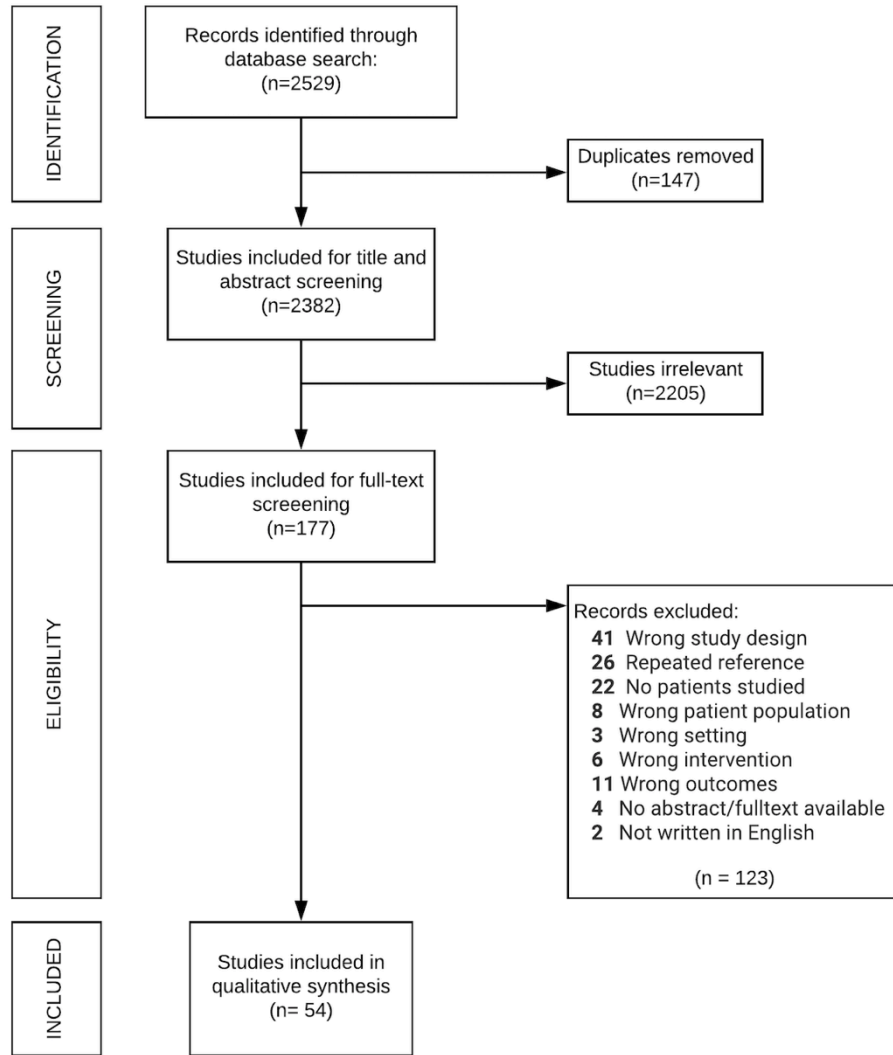 IDENTIFICATION
Records identified through
database search:
(n=2529)
Duplicates removed
(n=147)
SCREENING
Studies included for title and
abstract screening
(n=2382)
Studies irrelevant
(n=2205)
ELIGIBILITY
Studies included for full-text
screeening
(n=177)
Records excluded:
41 Wrong study design
26 Repeated reference
22 No patients studied
8 Wrong patient population
3 Wrong setting
6 Wrong intervention
11 Wrong outcomes
4 No abstract/fulltext available
2 Not written in English
(n = 123)
INCLUDED
Studies included in
qualitative synthesis
(n= 54)